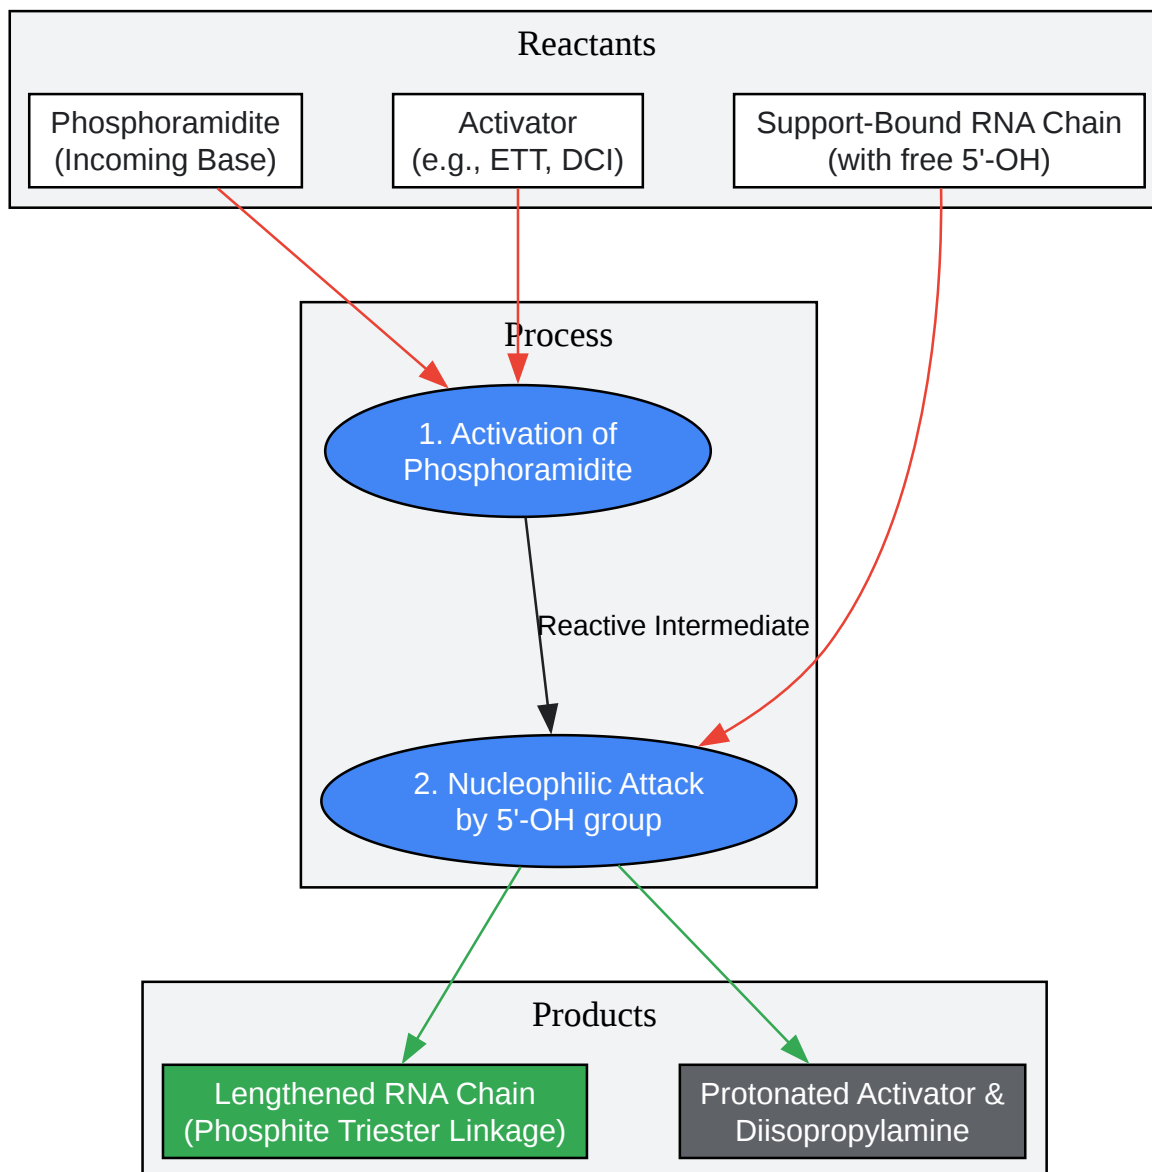 Reactants
Phosphoramidite
(Incoming Base)
Activator
(e.g., ETT, DCI)
Support-Bound RNA Chain
(with free 5'-OH)
Process
1. Activation of
Phosphoramidite
Reactive Intermediate
2. Nucleophilic Attack
by 5'-OH group
Products
Lengthened RNA Chain
(Phosphite Triester Linkage)
Protonated Activator &
Diisopropylamine